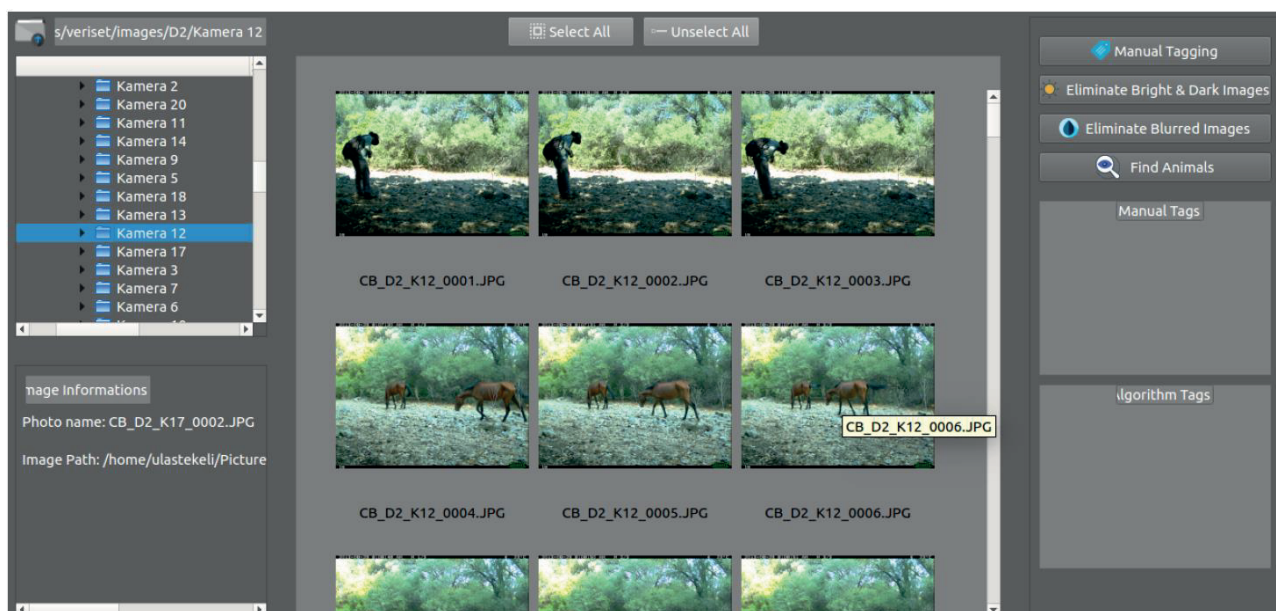 s/veriset/images/D2/Kamera 12
Select All
Unselect All
Kamera 2
Kamera 20
Kamera 11
Kamera 14
Kamera 9
Kamera 5
Kamera 18
Kamera 13
Kamera 12
Kamera 17
Kamera 3
Kamera 7
Kamera 6
mage Informations
Photo name: CB_D2_K17_0002.JPG
Image Path: /home/ulastekeli/Picture
CB_D2_K12_0001.JPG
CB_D2_K12_0002.JPG
CB_D2_K12_0003.JPG
CB_D2_K12_0006.JPG
CB_D2_K12_0004.JPG
CB_D2_K12_0005.JPG
CB_D2_K12_0006.JPG
Manual Tagging
Eliminate Bright & Dark Images
Eliminate Blurred Images
Find Animals
Manual Tags
lgorithm Tags